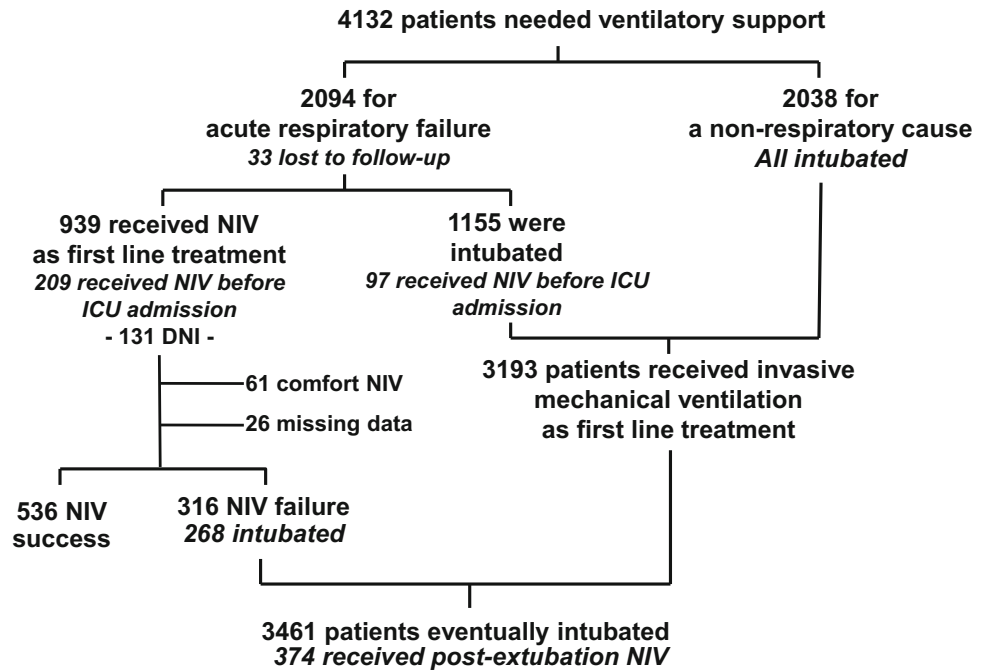 4132 patients needed ventilatory support
2094 for
acute respiratory failure
33 lost to follow-up
2038 for
a non-respiratory cause
All intubated
939 received NIV
as first line treatment
209 received NIV before
ICU admission
- 131 DNI -
1155 were
intubated
97 received NIV before ICU
admission
61 comfort NIV
26 missing data
3193 patients received invasive
mechanical ventilation
as first line treatment
536 NIV
success
316 NIV failure
268 intubated
3461 patients eventually intubated
374 received post-extubation NIV